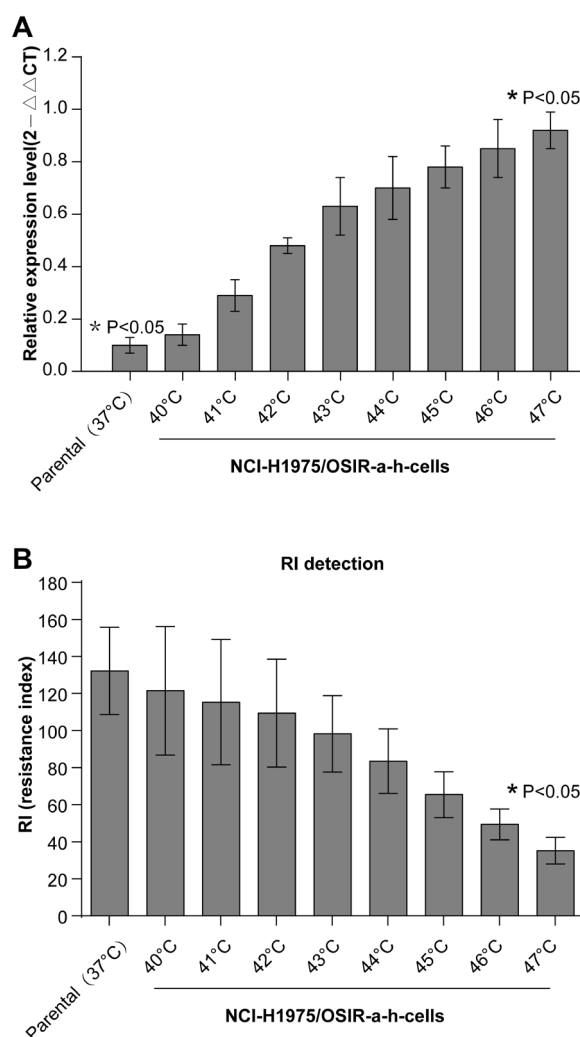 A
Relative expression level(2−△△CT)
1.2
1.0
0.8
0.6
0.4
0.2
0.0
* P<0.05
* P<0.05
Parental (37°C)
40°C
41°C
42°C
43°C
44°C
45°C
46°C
47°C
NCI-H1975/OSIR-a-h-cells
B
RI detection
RI (resistance index)
180
160
140
120
100
80
60
40
20
0
* P<0.05
Parental (37°C)
40°C
41°C
42°C
43°C
44°C
45°C
46°C
47°C
NCI-H1975/OSIR-a-h-cells